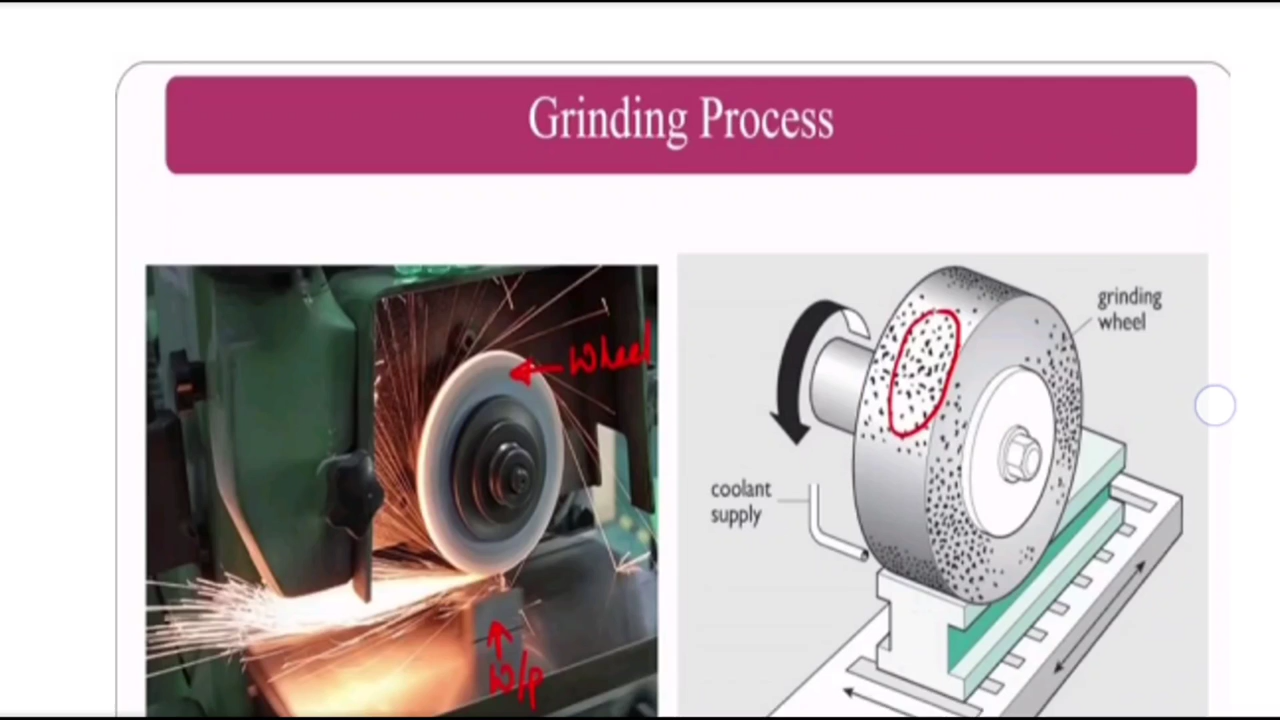 Grinding Process
wheel
w/p
grinding
wheel
coolant
supply